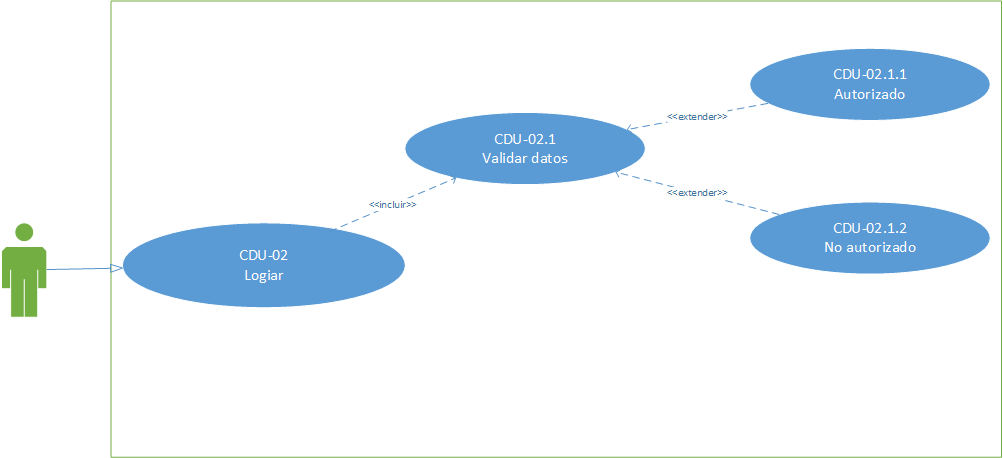 CDU-02
Logiar
<<incluir>>
CDU-02.1
Validar datos
<<extender>>
CDU-02.1.1
Autorizado
<<extender>>
CDU-02.1.2
No autorizado